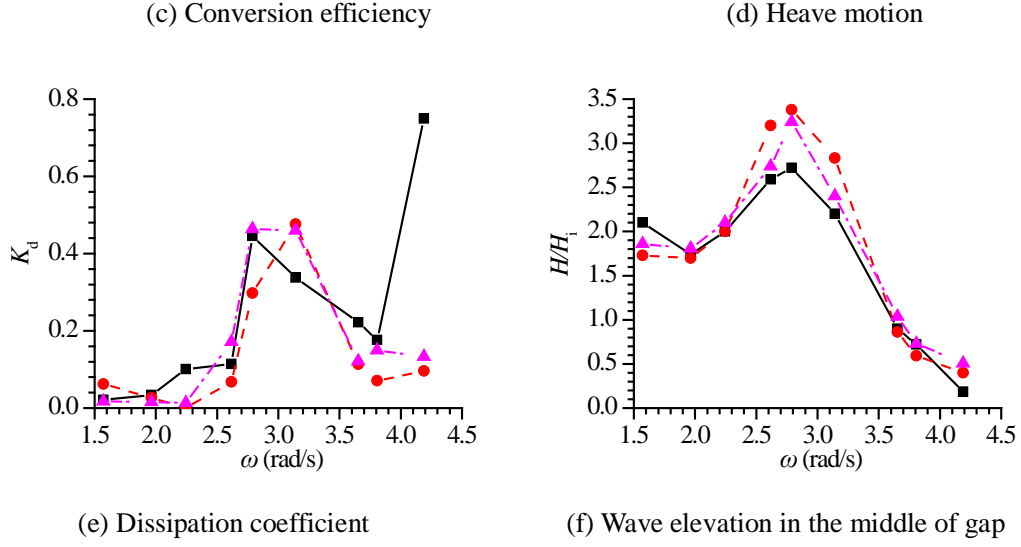 (c) Conversion efficiency
(d) Heave motion
0.8
0.6
0.4
0.2
0.0
K_d
1.5 2.0 2.5 3.0 3.5 4.0 4.5
ω (rad/s)
3.5
3.0
2.5
2.0
1.5
1.0
0.5
0.0
H/H_i
1.5 2.0 2.5 3.0 3.5 4.0 4.5
ω (rad/s)
(e) Dissipation coefficient
(f) Wave elevation in the middle of gap